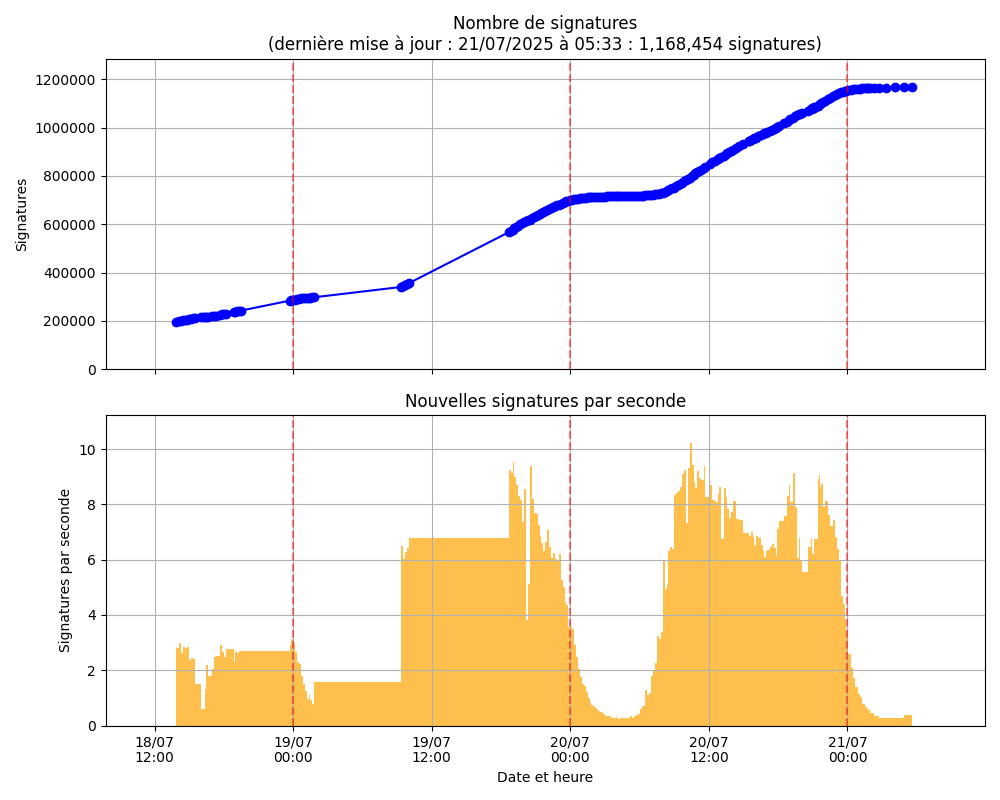 Nombre de signatures
(dernière mise à jour : 21/07/2025 à 05:33 : 1,168,454 signatures)
1200000
1000000
800000
600000
400000
200000
0
Signatures
Nouvelles signatures par seconde
10
8
6
4
2
0
Signatures par seconde
18/07 19/07 19/07 20/07 20/07 21/07
12:00 00:00 12:00 00:00 12:00 00:00
Date et heure